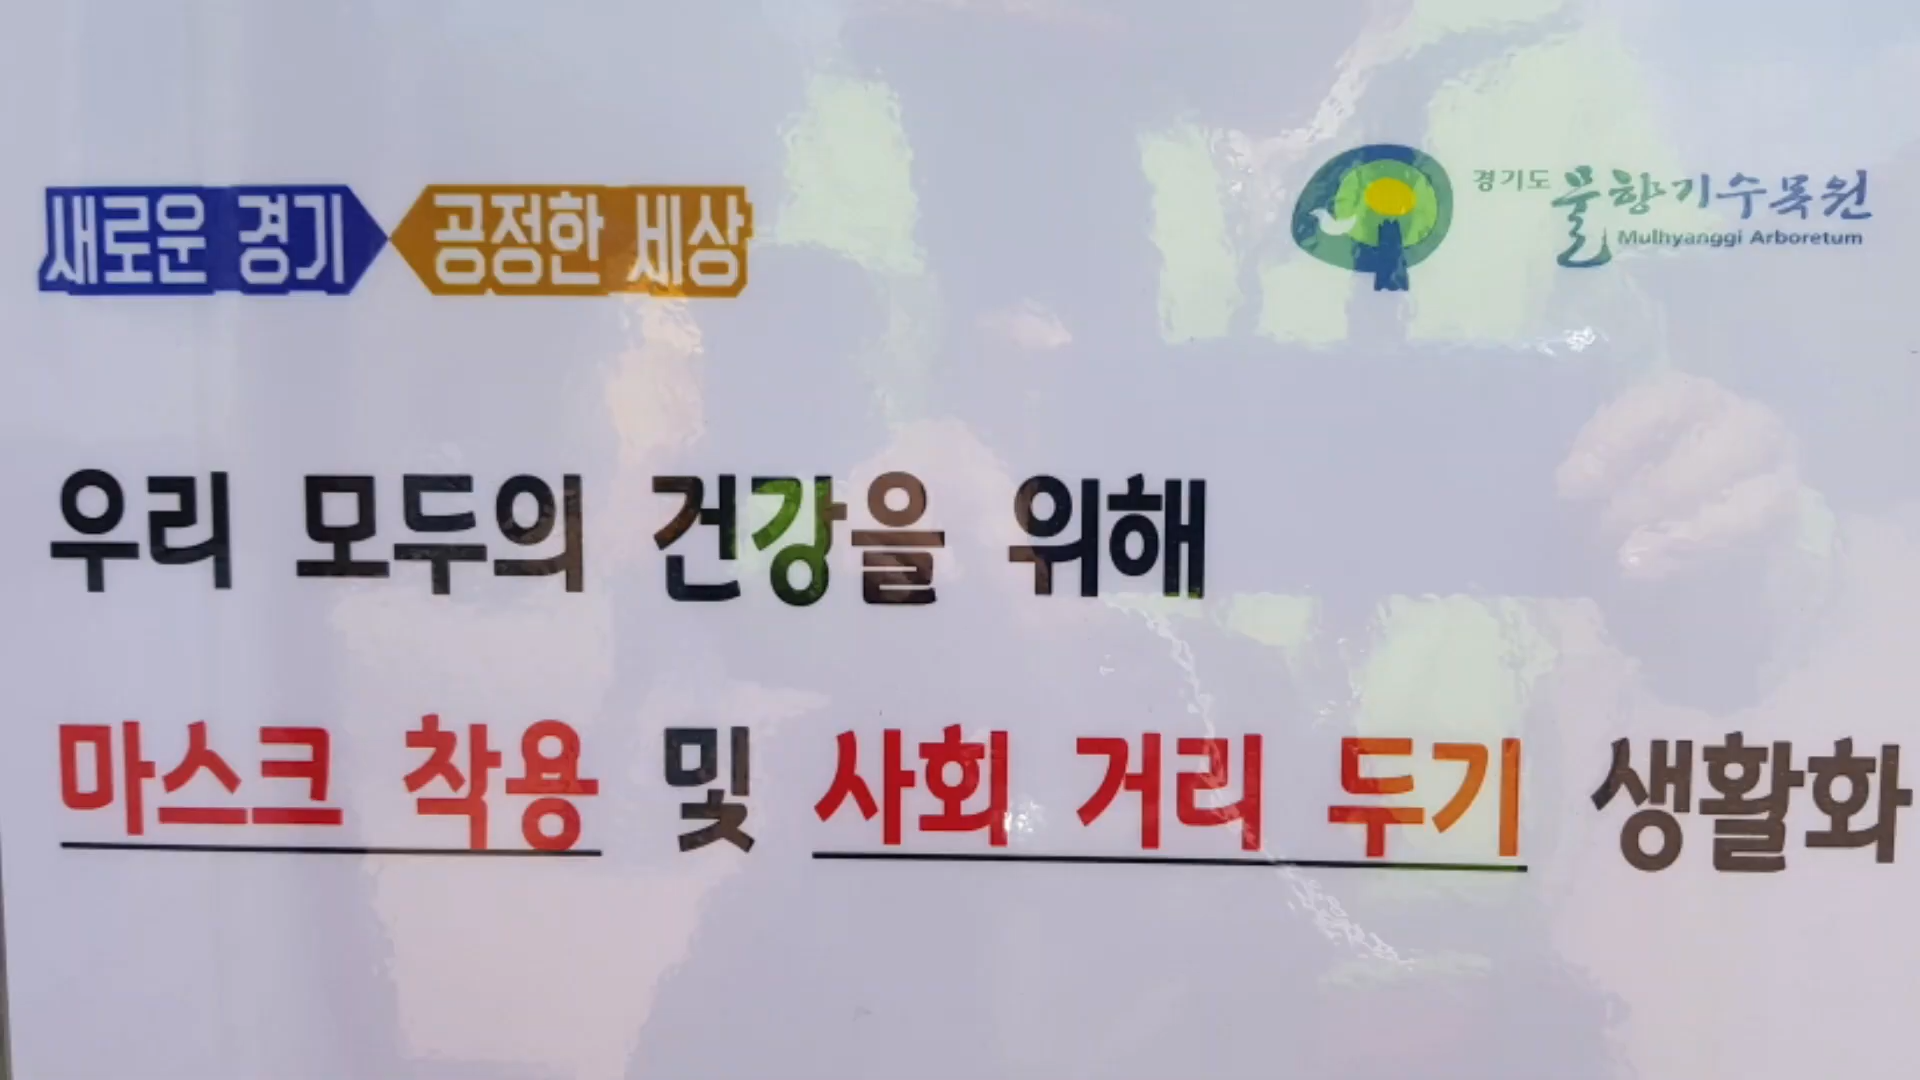 새로운 경기 공정한 세상
경기도 물향기수목원
Mulhyanggi Arboretum
우리 모두의 건강을 위해
마스크 착용 및 사회 거리 두기 생활화